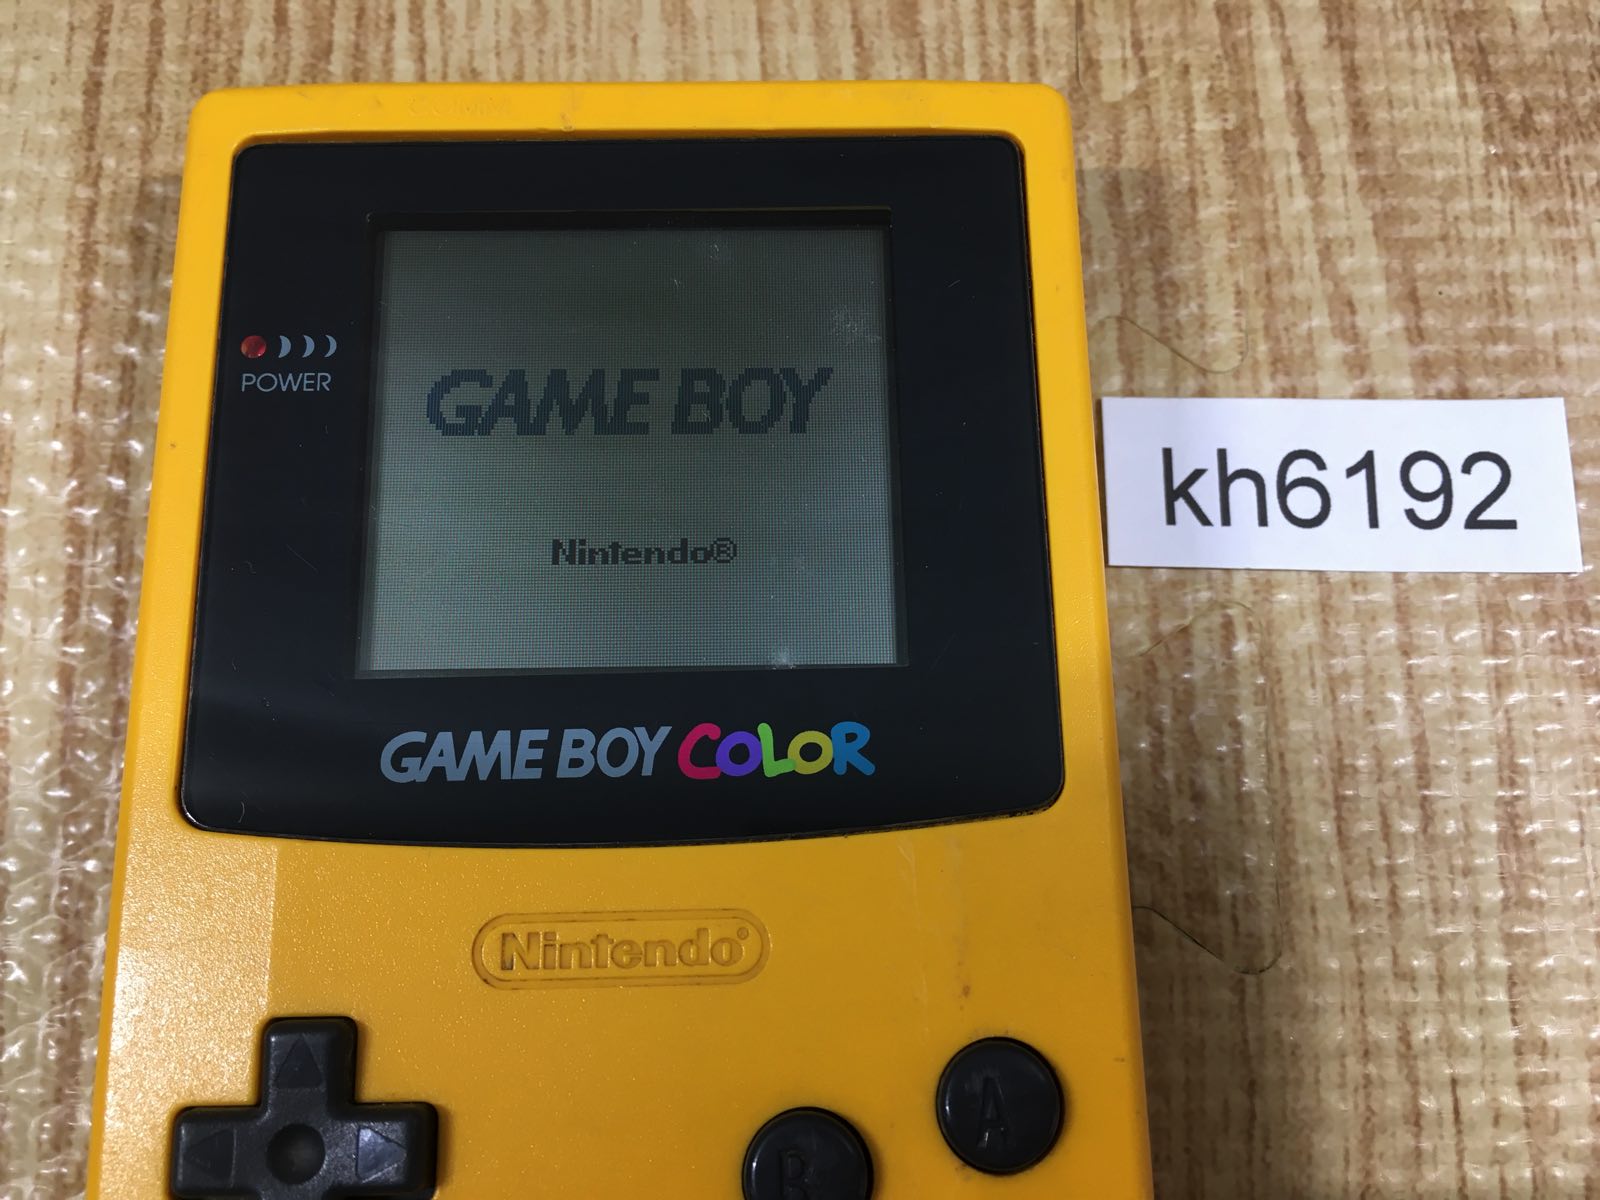 COMM
POWER
GAME BOY
Nintendo®
GAME BOY COLOR
Nintendo®
kh6192
A
B